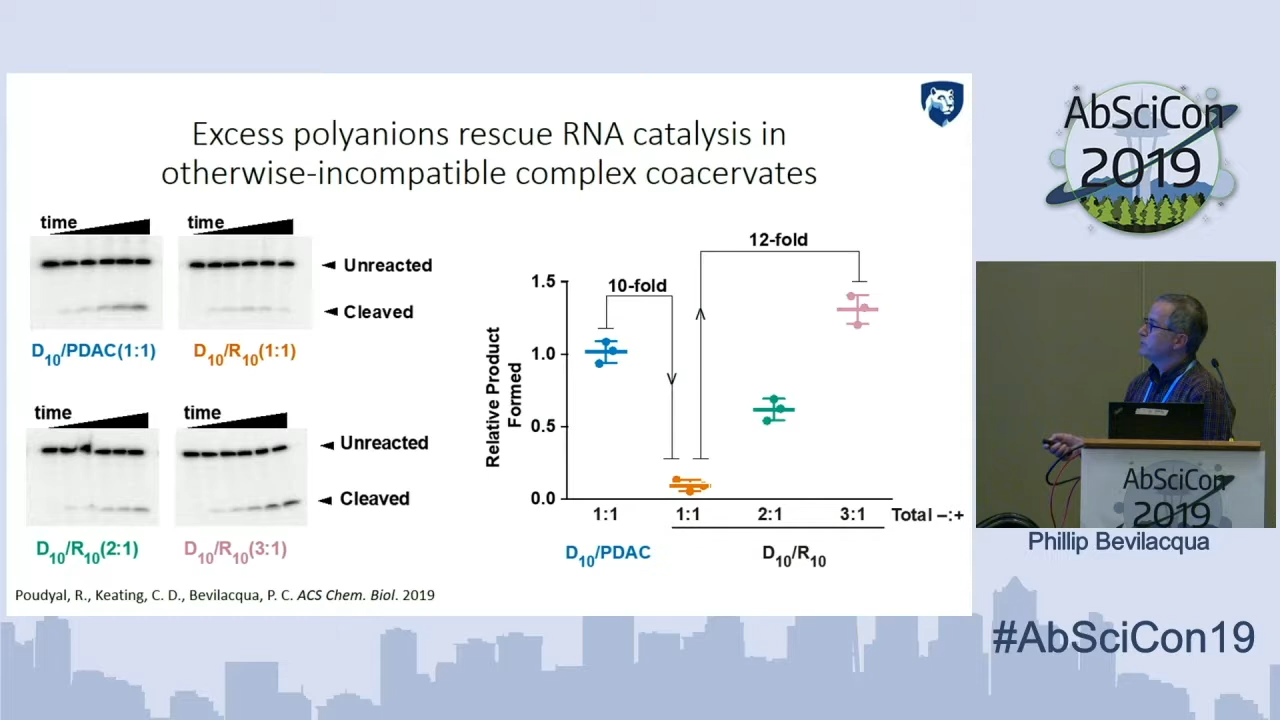 Excess polyanions rescue RNA catalysis in
otherwise-incompatible complex coacervates
time
time
Unreacted
Cleaved
D10/PDAC(1:1)
D10/R10(1:1)
time
time
Unreacted
Cleaved
D10/R10(2:1)
D10/R10(3:1)
12-fold
10-fold
Relative Product
Formed
1.5
1.0
0.5
0.0
1:1
1:1
2:1
3:1
Total –:+
D10/PDAC
D10/R10
Poudyal, R., Keating, C. D., Bevilacqua, P. C. ACS Chem. Biol. 2019
AbSciCon
2019
AbSciCon
2019
Phillip Bevilacqua
#AbSciCon19